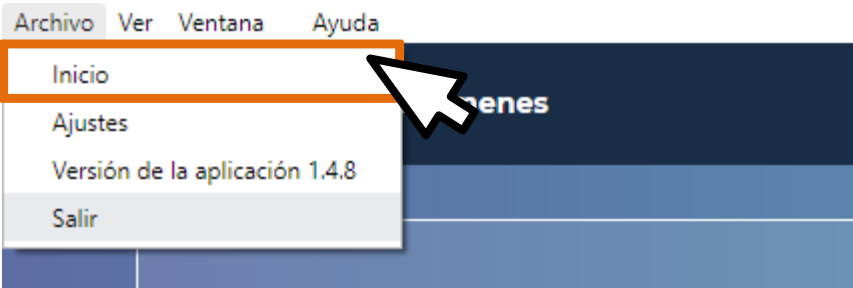 Archivo Ver Ventana Ayuda
Inicio
Ajustes
Versión de la aplicación 1.4.8
Salir